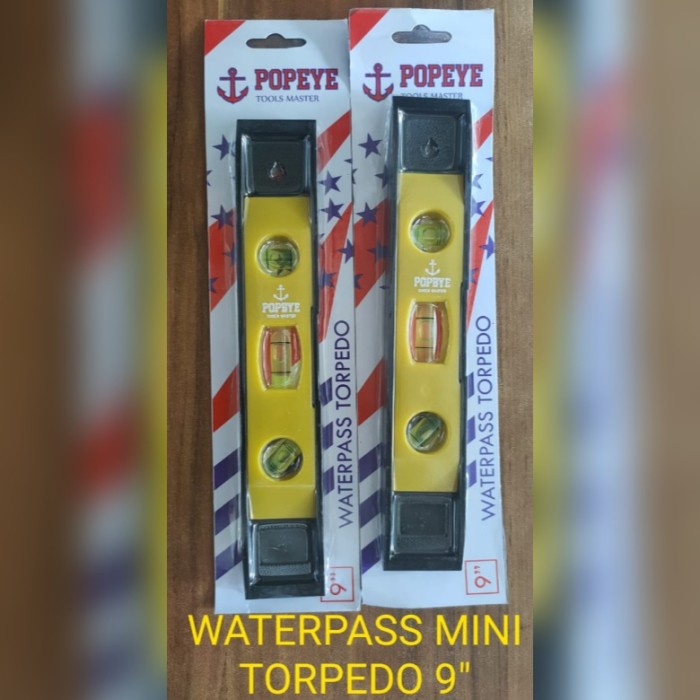 POPEYE
TOOLS MASTER
POPEYE
TOOLS MASTER
POPEYE
TOOLS MASTER
POPEYE
TOOLS MASTER
WATERPASS TORPEDO
WATERPASS TORPEDO
9"
9"
WATERPASS MINI
TORPEDO 9"